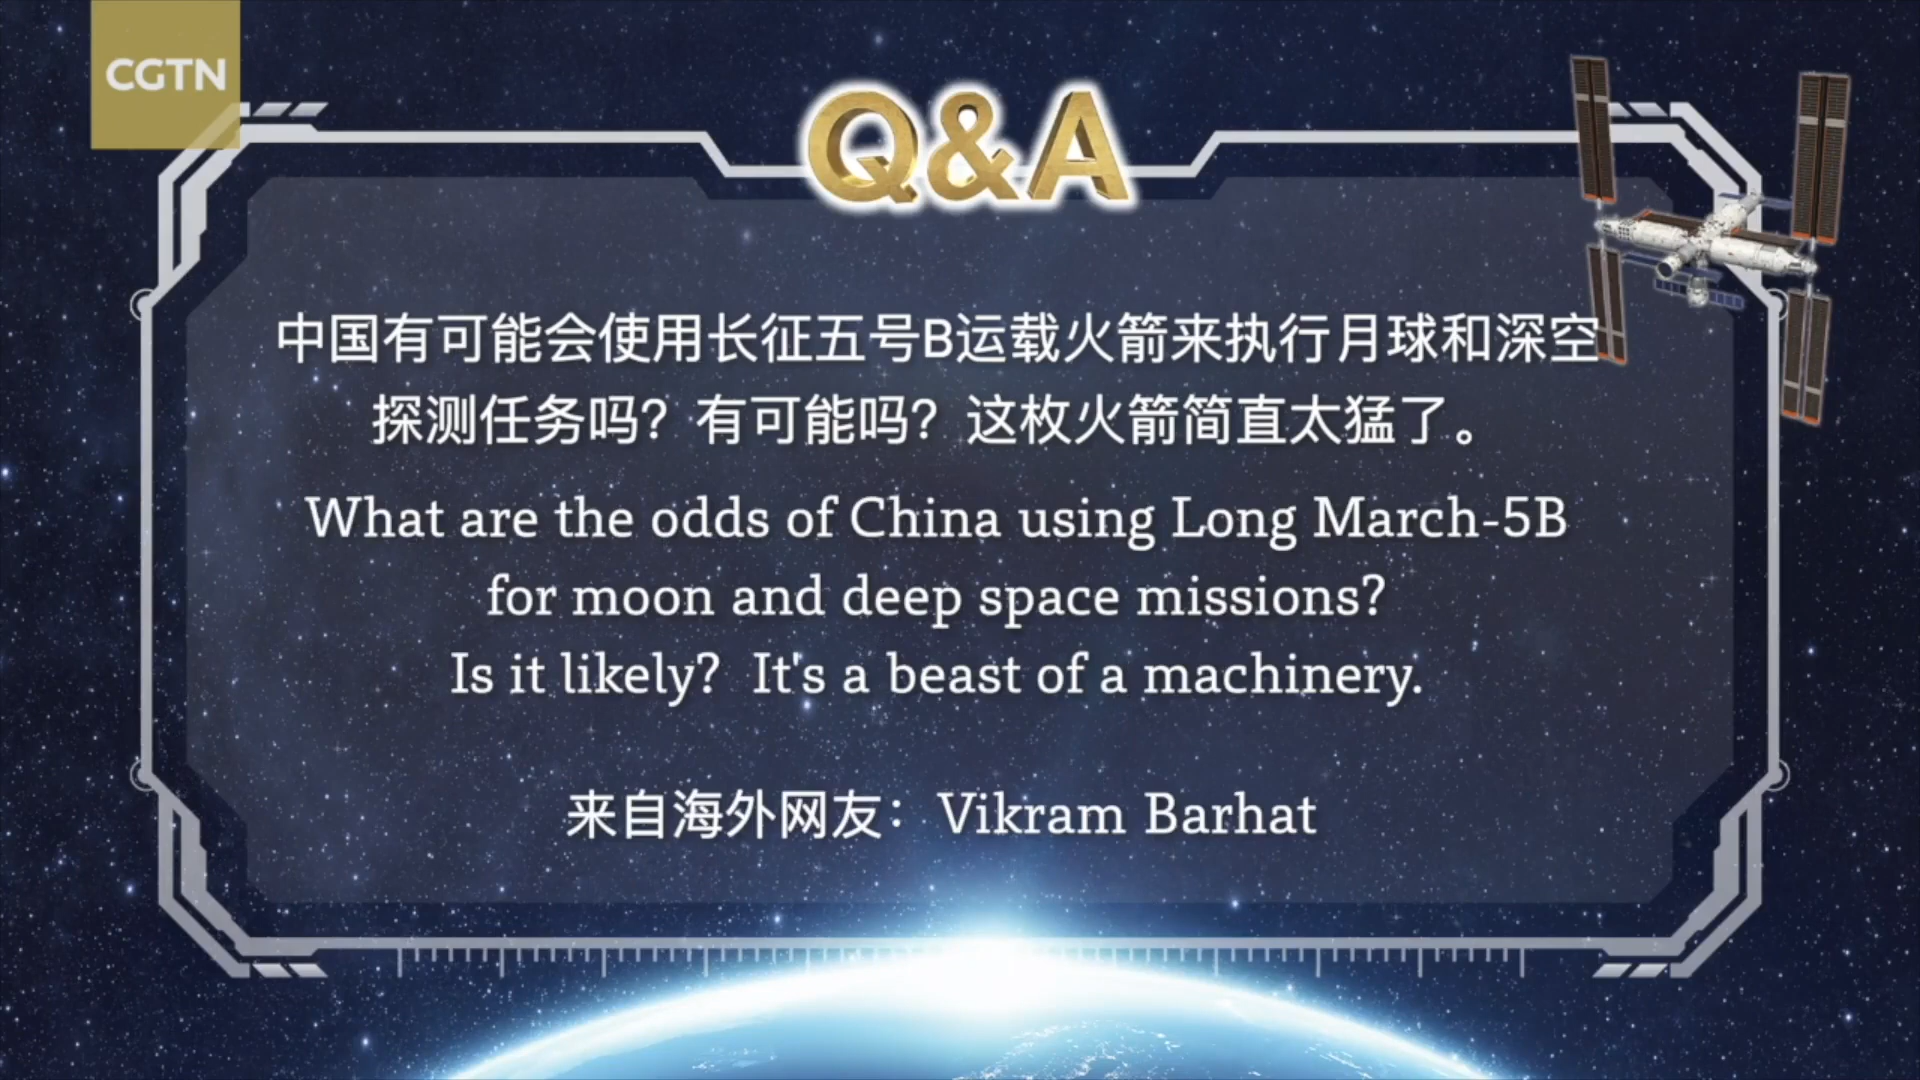 CGTN
Q&A
中国有可能会使用长征五号B运载火箭来执行月球和深空
探测任务吗？有可能吗？这枚火箭简直太猛了。
What are the odds of China using Long March-5B
for moon and deep space missions?
Is it likely? It's a beast of a machinery.
来自海外网友：Vikram Barhat